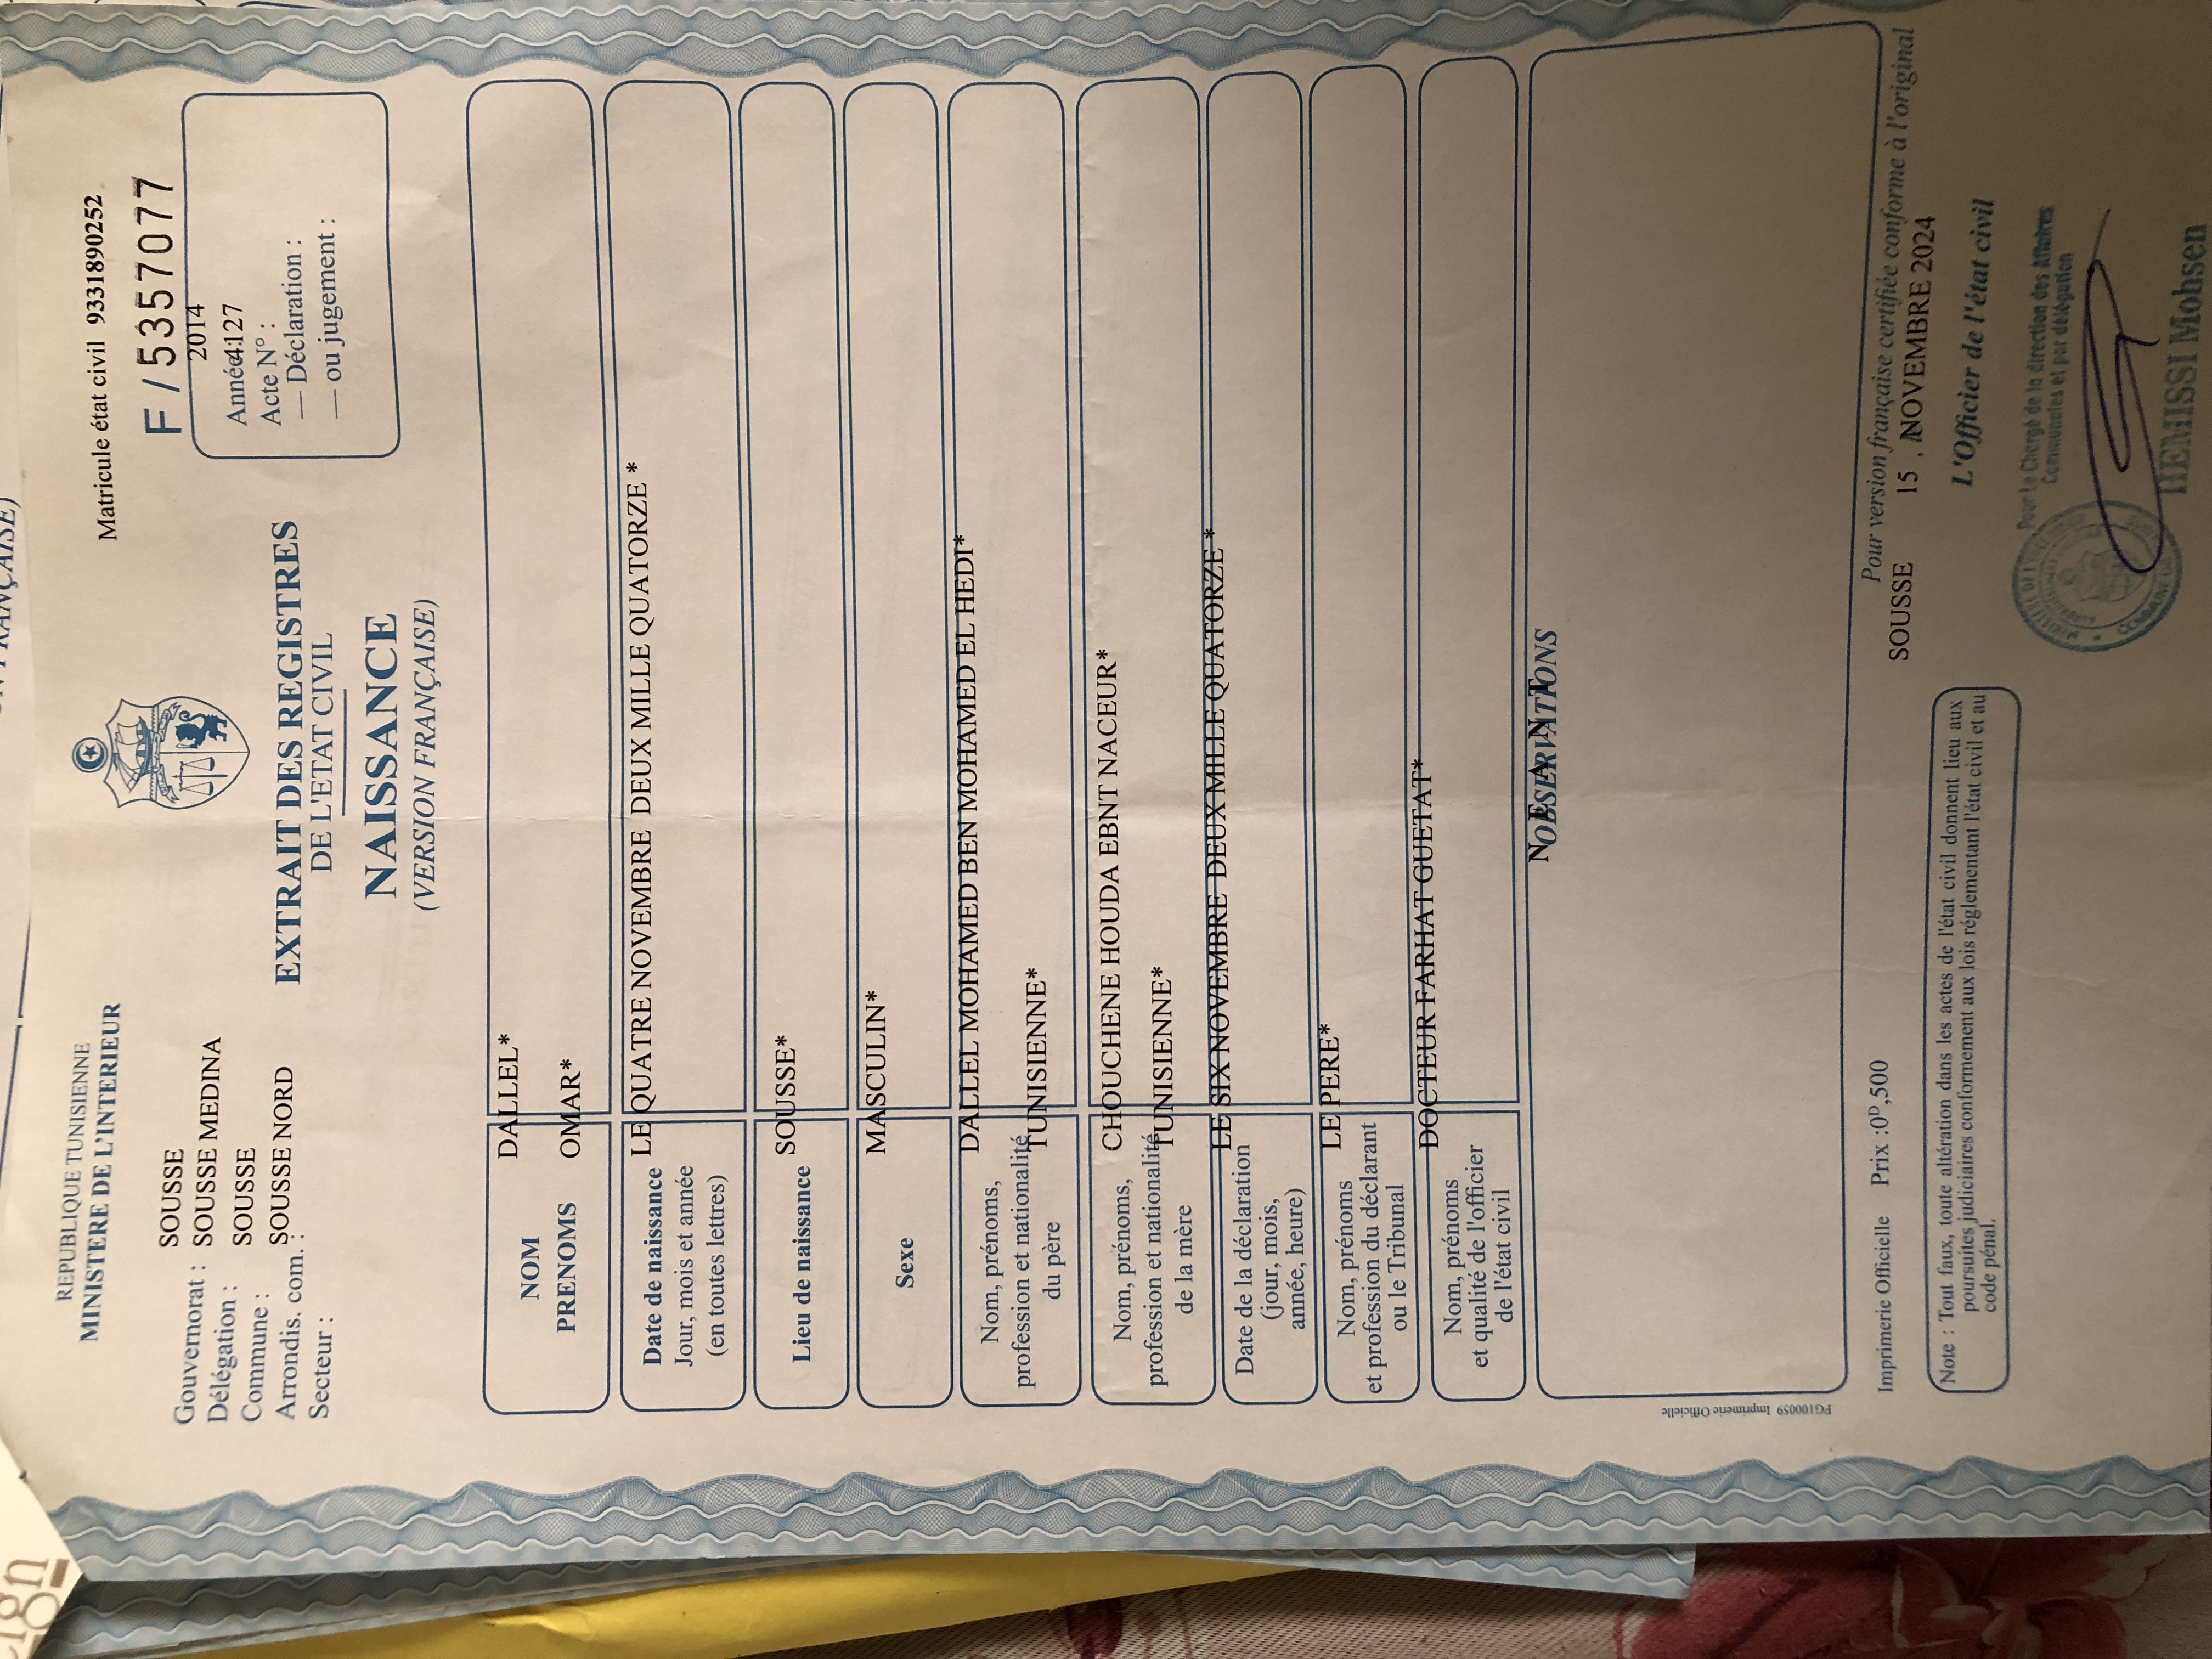 REPUBLIQUE TUNISIENNE
MINISTERE DE L'INTERIEUR
Matricule état civil 9331890252
F/5357077
Gouvernorat : SOUSSE
Délégation : SOUSSE MEDINA
Commune : SOUSSE
Arrondis. com. : SOUSSE NORD
Secteur :
2014
Année 4127
Acte N° :
— Déclaration :
— ou jugement :
EXTRAIT DES REGISTRES
DE L'ETAT CIVIL
NAISSANCE
(VERSION FRANÇAISE)
NOM DALLEL*
PRENOMS OMAR*
Date de naissance LE QUATRE NOVEMBRE DEUX MILLE QUATORZE *
Jour, mois et année
(en toutes lettres)
Lieu de naissance SOUSSE*
Sexe MASCULIN*
Nom, prénoms, DALLEL MOHAMED BEN MOHAMED EL HEDI*
profession et nationalité TUNISIENNE*
du père
Nom, prénoms, CHOUCHENE HOUDA EBNT NACEUR*
profession et nationalité TUNISIENNE*
de la mère
Date de la déclaration LE SIX NOVEMBRE DEUX MILLE QUATORZE *
(jour, mois,
année, heure)
Nom, prénoms LE PERE*
et profession du déclarant
ou le Tribunal
Nom, prénoms DOCTEUR FARHAT GUETAT*
et qualité de l'officier
de l'état civil
N E A N T
OBSERVATIONS
FG100059 Imprimerie Officielle
Imprimerie Officielle Prix :0ᴰ,500
Pour version française certifiée conforme à l'original
SOUSSE 15 . NOVEMBRE 2024
L'Officier de l'état civil
Note : Tout faux, toute altération dans les actes de l'état civil donnent lieu aux
poursuites judiciaires conformement aux lois réglementant l'état civil et au
code pénal.
Pour Le Chargé de la direction des Affaires
Communales et par délégation
HEMISSI Mohsen